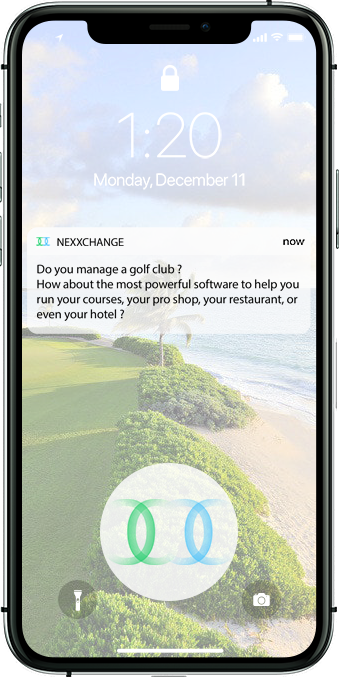 1:20
Monday, December 11
NEXXCHANGE now
Do you manage a golf club ?
How about the most powerful software to help you
run your courses, your pro shop, your restaurant, or
even your hotel ?